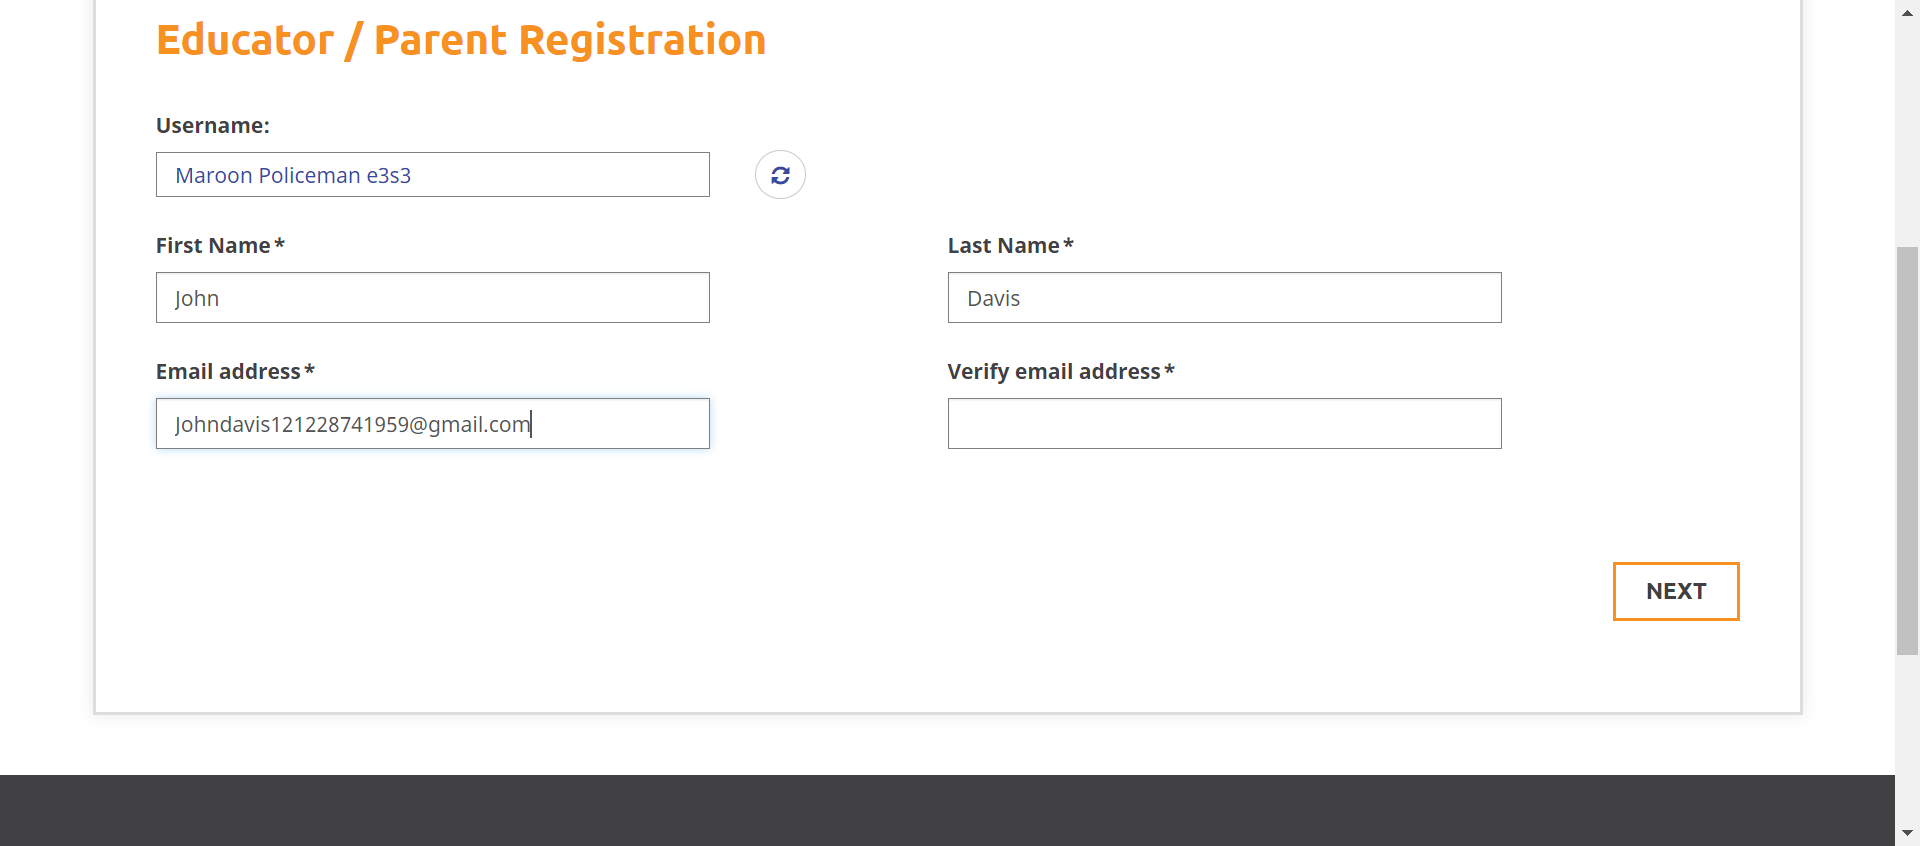 Educator / Parent Registration
Username:
Maroon Policeman e3s3
First Name*
Last Name*
John
Davis
Email address*
Verify email address*
Johndavis121228741959@gmail.com
NEXT